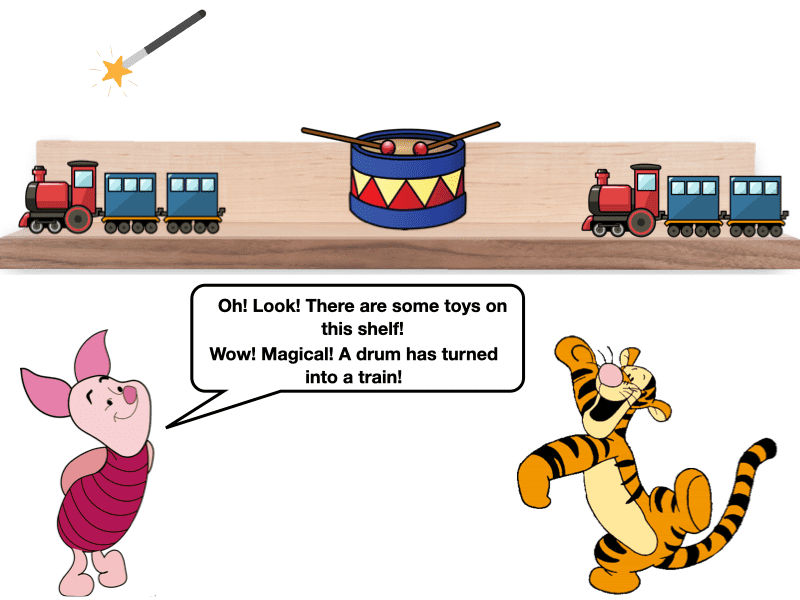 Oh! Look! There are some toys on
this shelf!
Wow! Magical! A drum has turned
into a train!